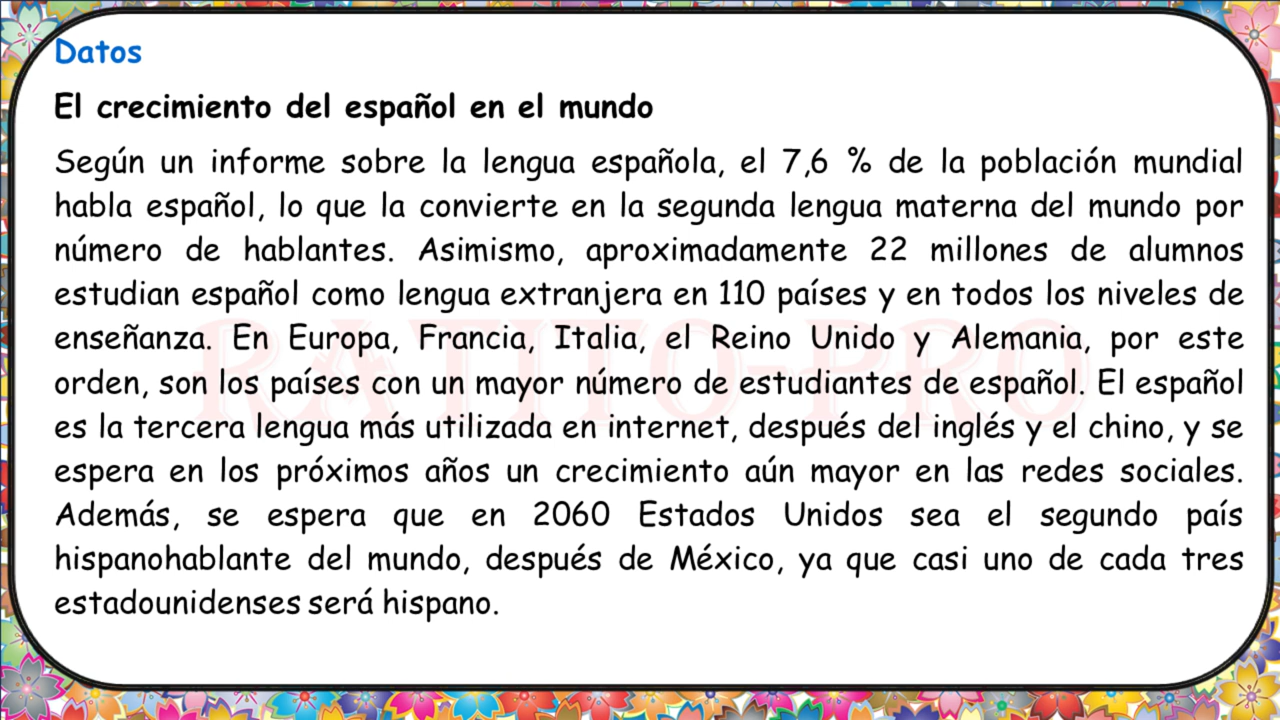 Datos
El crecimiento del español en el mundo
Según un informe sobre la lengua española, el 7,6 % de la población mundial
habla español, lo que la convierte en la segunda lengua materna del mundo por
número de hablantes. Asimismo, aproximadamente 22 millones de alumnos
estudian español como lengua extranjera en 110 países y en todos los niveles de
enseñanza. En Europa, Francia, Italia, el Reino Unido y Alemania, por este
orden, son los países con un mayor número de estudiantes de español. El español
es la tercera lengua más utilizada en internet, después del inglés y el chino, y se
espera en los próximos años un crecimiento aún mayor en las redes sociales.
Además, se espera que en 2060 Estados Unidos sea el segundo país
hispanohablante del mundo, después de México, ya que casi uno de cada tres
estadounidenses será hispano.
RATITO-PRO